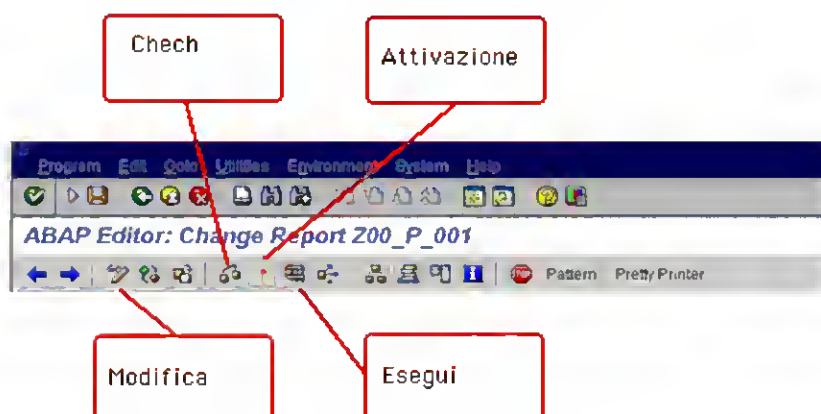 Chech
Attivazione
Program Edit Goto Utilities Environment System Help
ABAP Editor: Change Report Z00_P_001
Pattern Pretty Printer
Modifica
Esegui